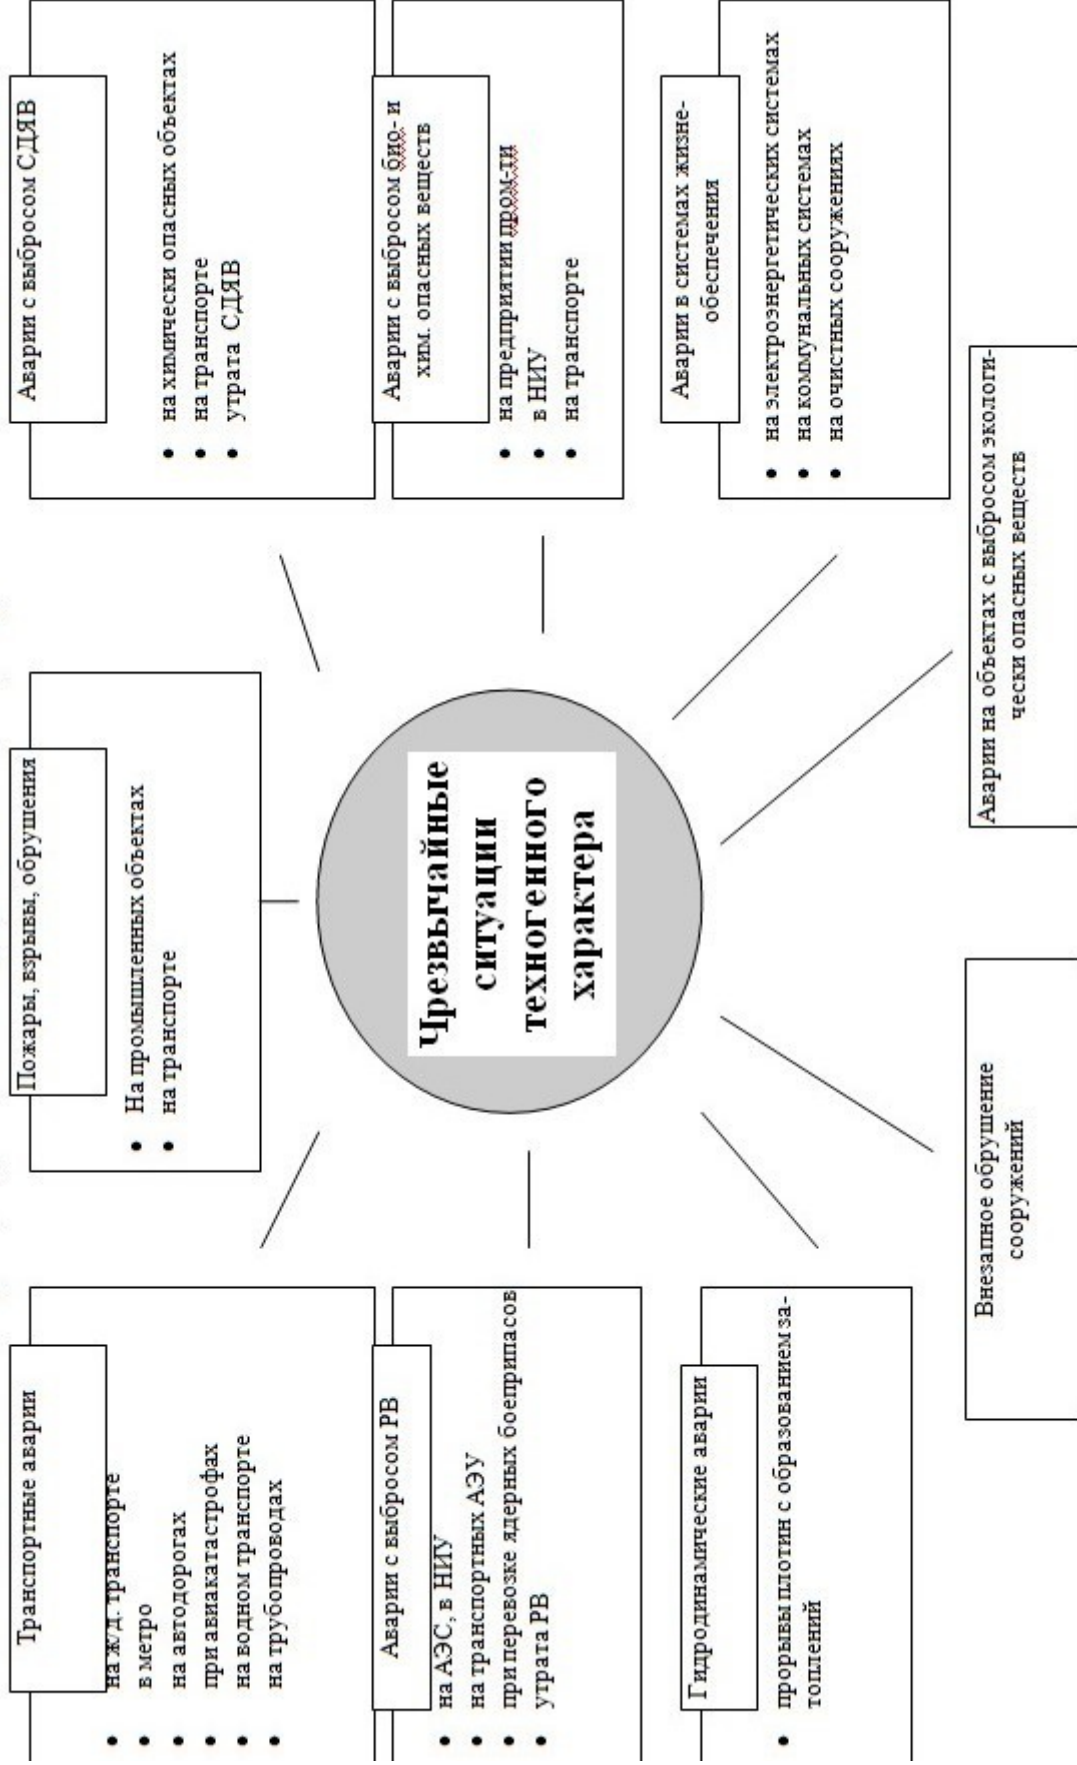 Транспортные аварии
на ж/д. транспорте
в метро
на автодорогах
при авиакатастрофах
на водном транспорте
на трубопроводах
Пожары, взрывы, обрушения
На промышленных объектах
на транспорте
Аварии с выбросом СДЯВ
на химически опасных объектах
на транспорте
утрата СДЯВ
Аварии с выбросом РВ
на АЭС, в НИУ
на транспортных АЭУ
при перевозке ядерных боеприпасов
утрата РВ
Чрезвычайные
ситуации
техногенного
характера
Аварии с выбросом био- и
хим. опасных веществ
на предприятии пром-ти
в НИУ
на транспорте
Гидродинамические аварии
прорывы плотин с образованием за-
топлений
Аварии в системах жизне-
обеспечения
на электроэнергетических системах
на коммунальных системах
на очистных сооружениях
Внезапное обрушение
сооружений
Аварии на объектах с выбросом экологи-
чески опасных веществ